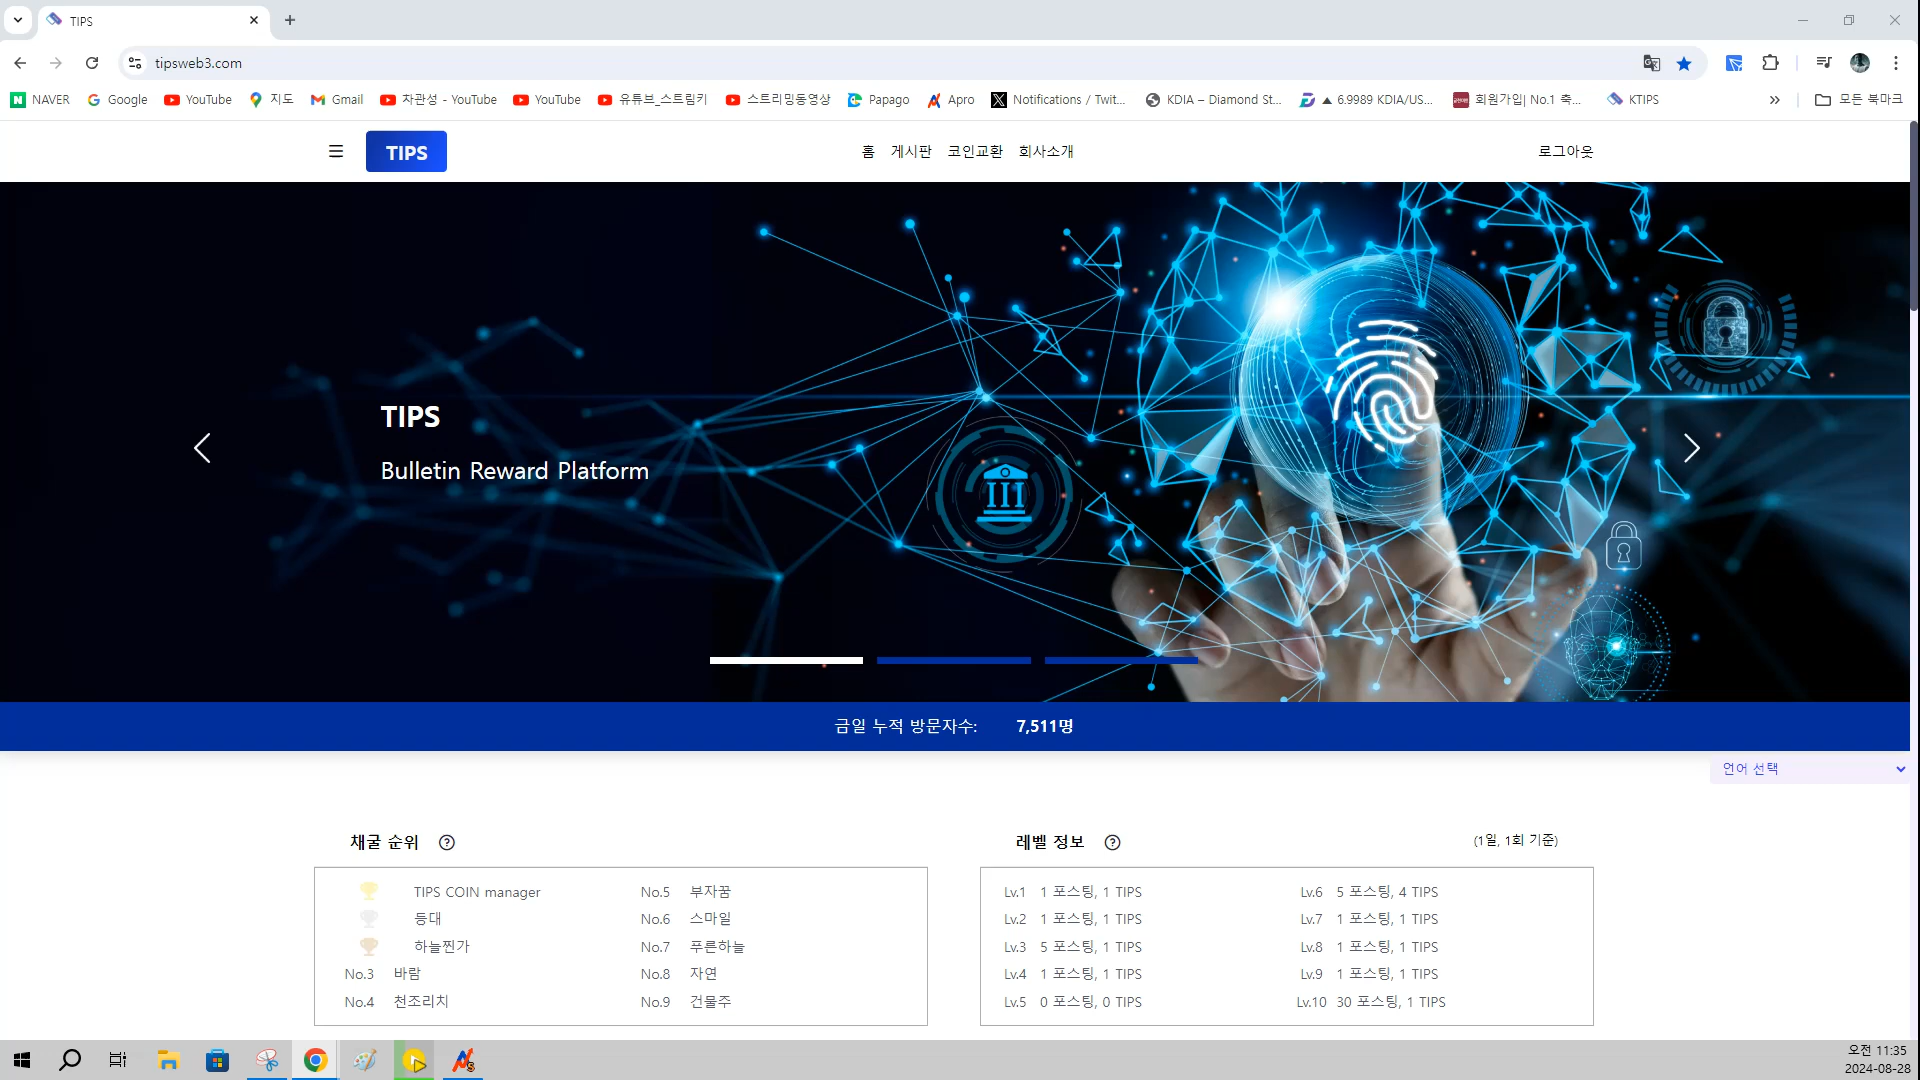 TIPS
tipsweb3.com
NAVER Google YouTube 지도 Gmail 차관성 - YouTube YouTube 유튜브_스트림키 스트리밍동영상 Papago Apro Notifications / Twit... KDIA – Diamond St... ▲ 6.9989 KDIA/US... 회원가입| No.1 축... KTIPS » 모든 북마크
TIPS 홈 게시판 코인교환 회사소개 로그아웃
TIPS
Bulletin Reward Platform
금일 누적 방문자수: 7,511명
언어 선택
채굴 순위
TIPS COIN manager No.5 부자꿈
등대 No.6 스마일
하늘찐가 No.7 푸른하늘
No.3 바람 No.8 자연
No.4 천조리치 No.9 건물주
레벨 정보 (1일, 1회 기준)
Lv.1 1 포스팅, 1 TIPS Lv.6 5 포스팅, 4 TIPS
Lv.2 1 포스팅, 1 TIPS Lv.7 1 포스팅, 1 TIPS
Lv.3 5 포스팅, 1 TIPS Lv.8 1 포스팅, 1 TIPS
Lv.4 1 포스팅, 1 TIPS Lv.9 1 포스팅, 1 TIPS
Lv.5 0 포스팅, 0 TIPS Lv.10 30 포스팅, 1 TIPS
오전 11:35
2024-08-28